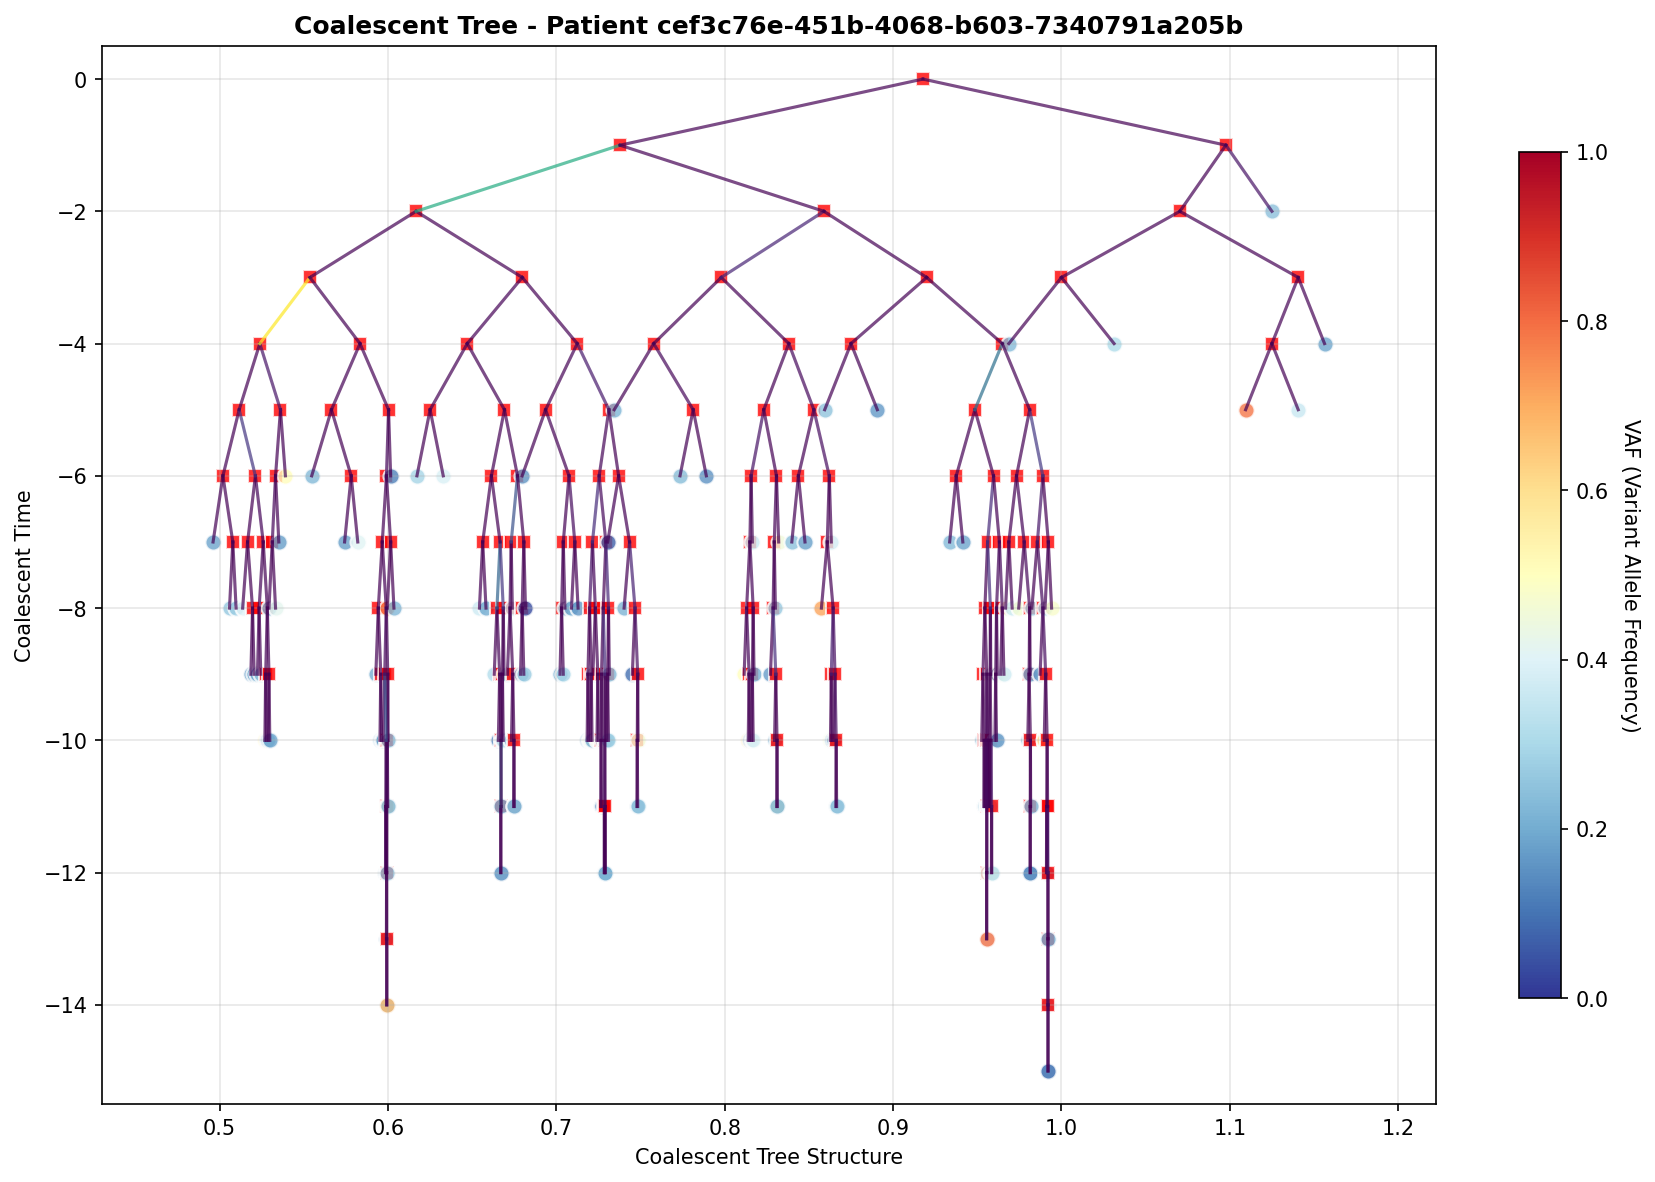 Coalescent Tree - Patient cef3c76e-451b-4068-b603-7340791a205b
0
−2
−4
−6
−8
−10
−12
−14
Coalescent Time
0.5 0.6 0.7 0.8 0.9 1.0 1.1 1.2
Coalescent Tree Structure
1.0
0.8
0.6
0.4
0.2
0.0
VAF (Variant Allele Frequency)